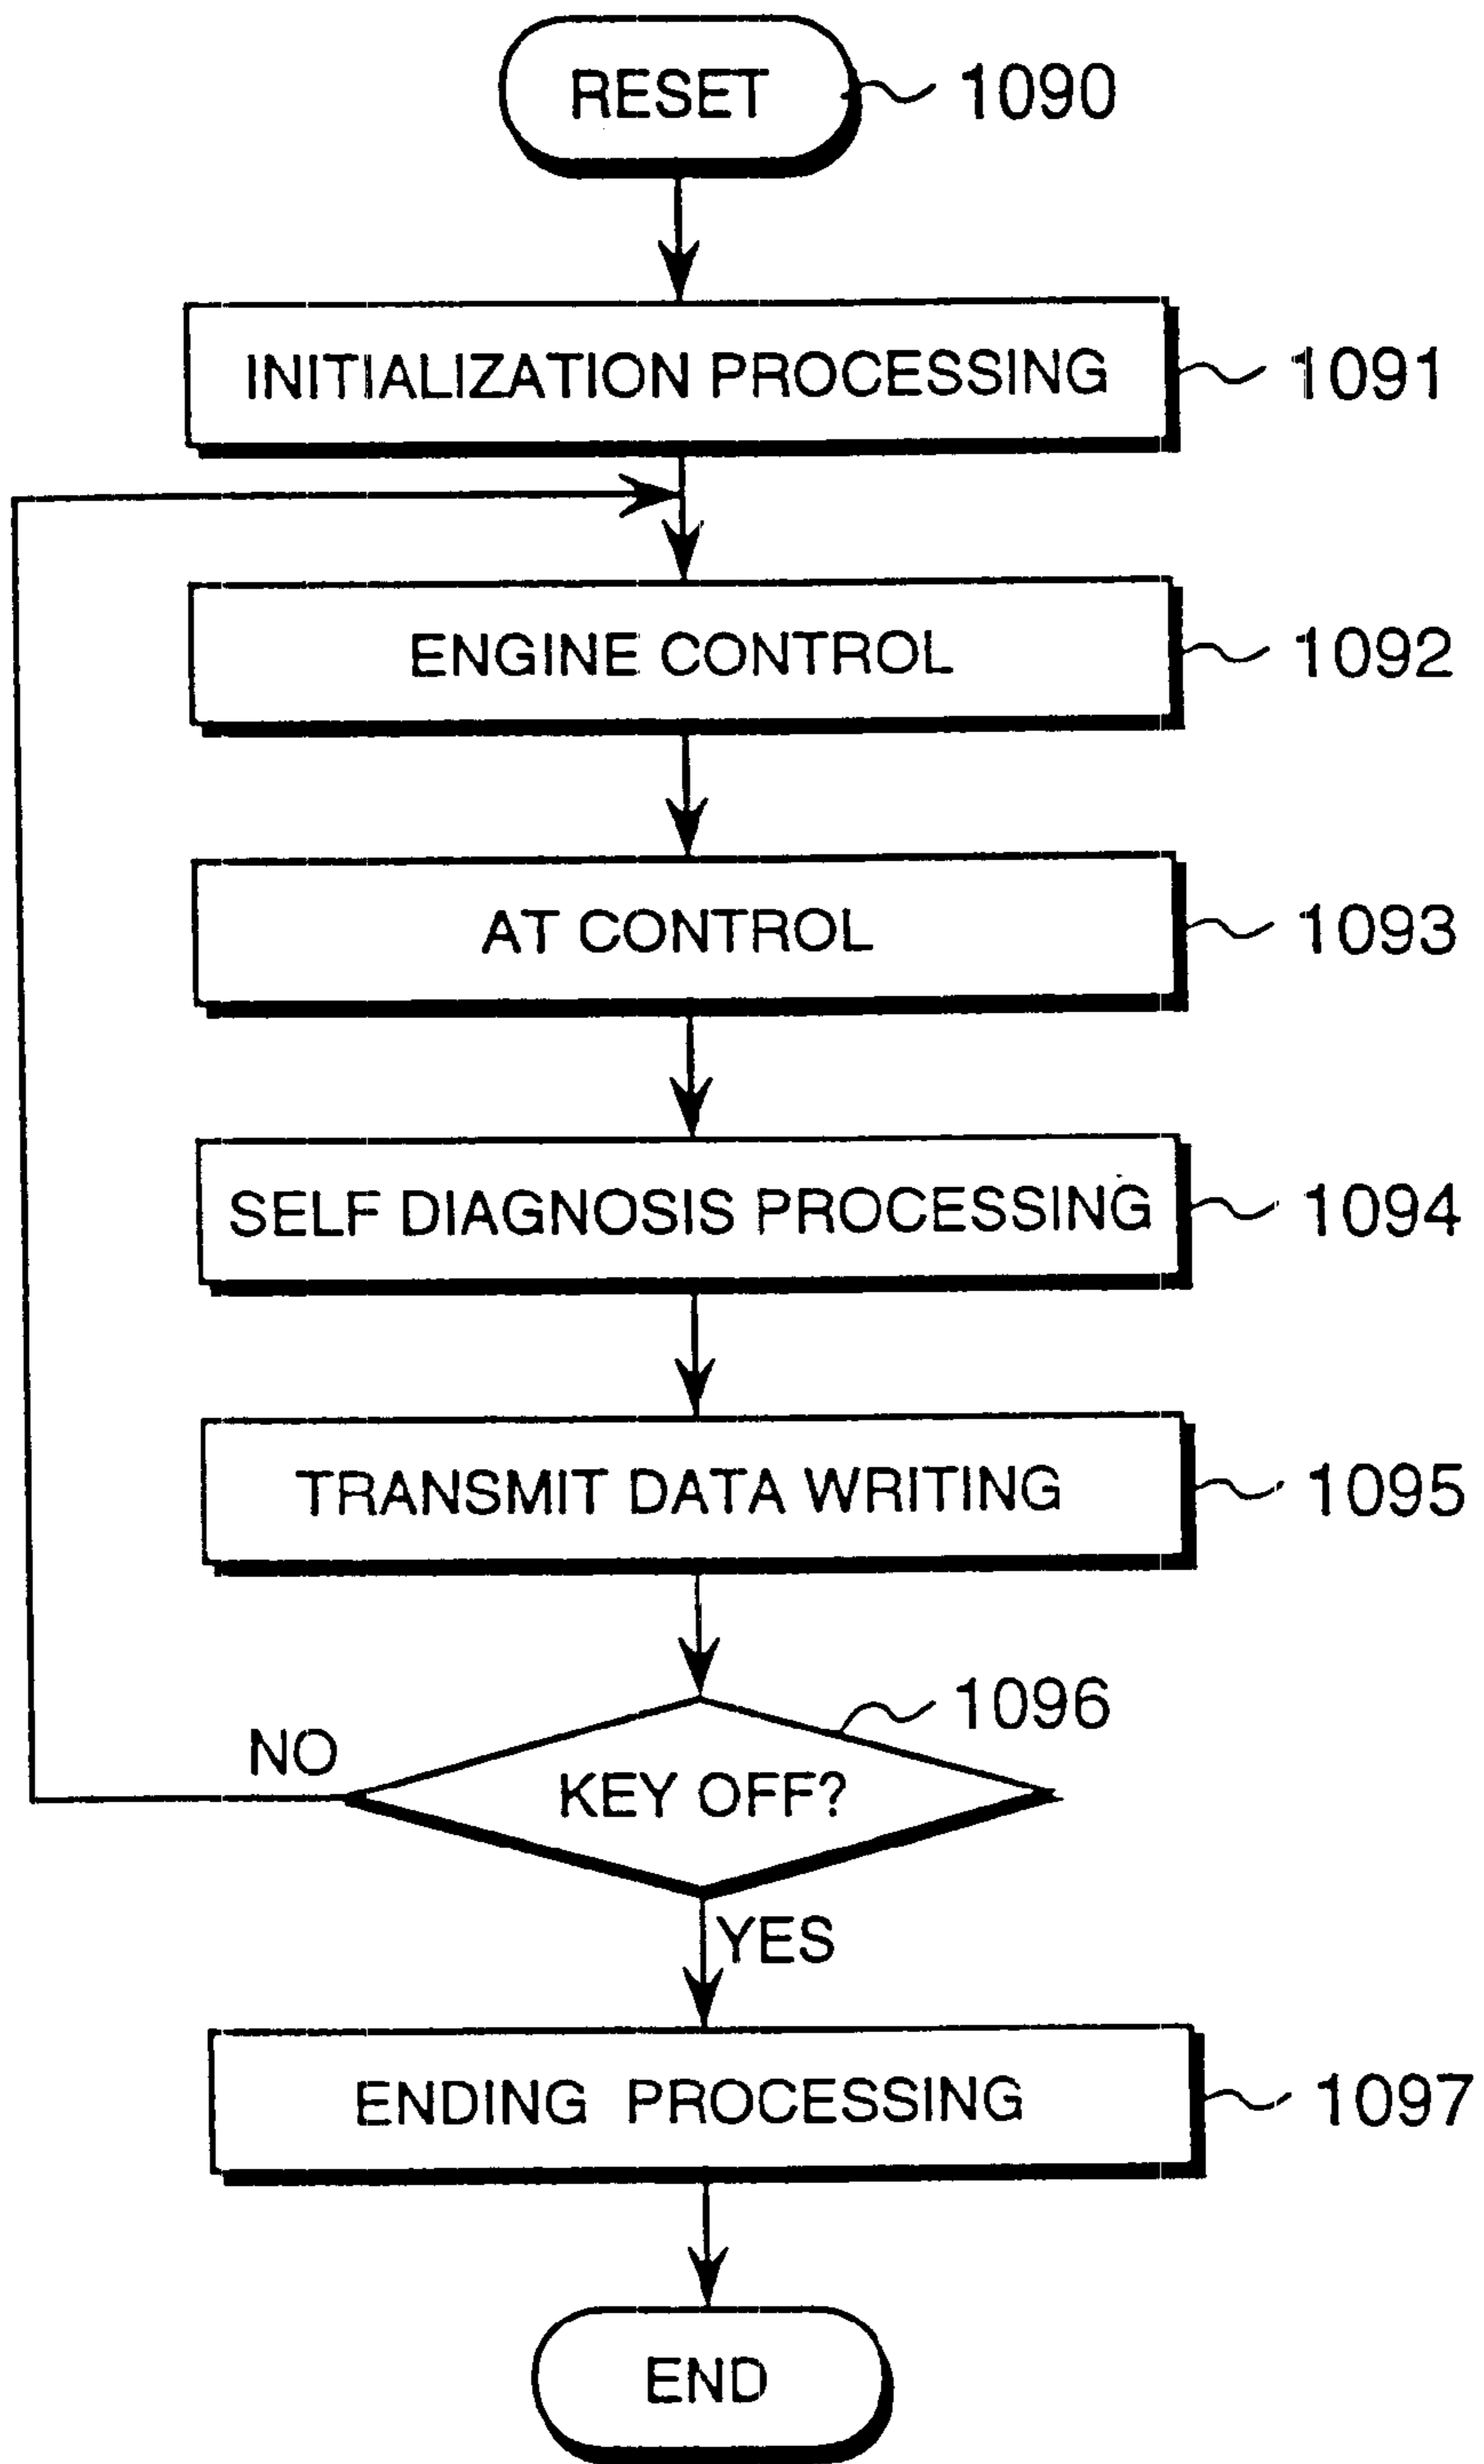 RESET 1090
INITIALIZATION PROCESSING 1091
ENGINE CONTROL 1092
AT CONTROL 1093
SELF DIAGNOSIS PROCESSING 1094
TRANSMIT DATA WRITING 1095
1096
NO
KEY OFF?
YES
ENDING PROCESSING 1097
END